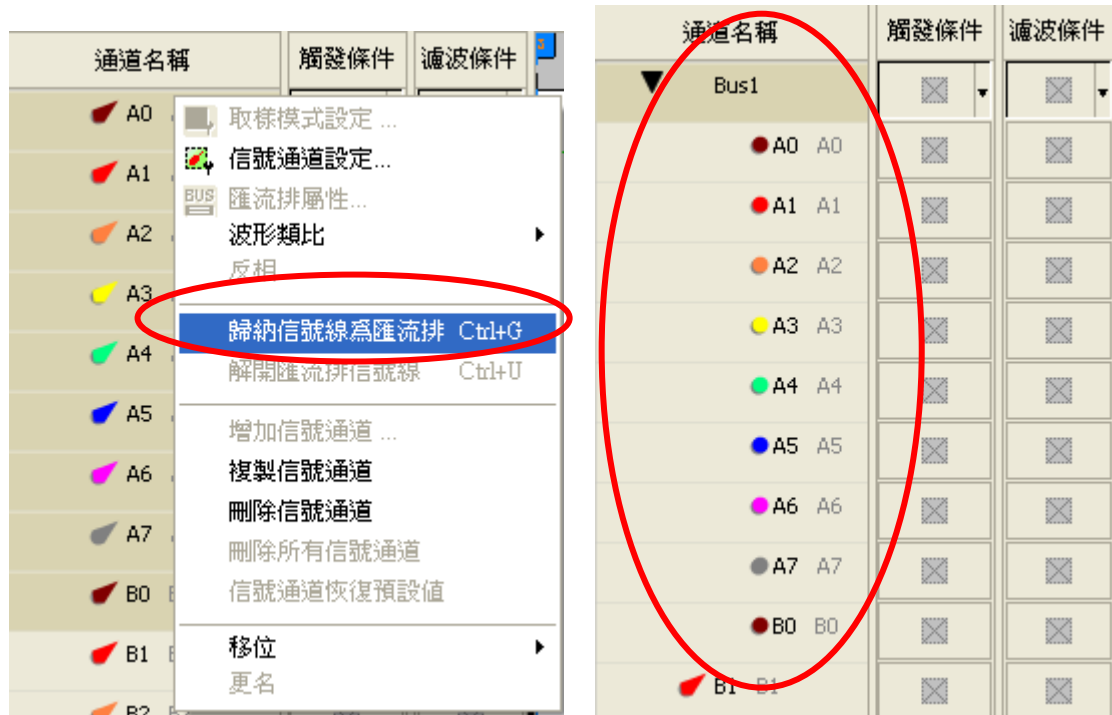 通道名稱 觸發條件 濾波條件 3
A0
A1
A2
A3
A4
A5
A6
A7
B0
B1
B2
取樣模式設定 ...
信號通道設定...
BUS 匯流排屬性...
波形類比
反相
歸納信號線爲匯流排 Ctrl+G
解開匯流排信號線 Ctrl+U
增加信號通道 ...
複製信號通道
刪除信號通道
刪除所有信號通道
信號通道恢復預設值
移位
更名
通道名稱 觸發條件 濾波條件
Bus1
A0 A0
A1 A1
A2 A2
A3 A3
A4 A4
A5 A5
A6 A6
A7 A7
B0 B0
B1 B1